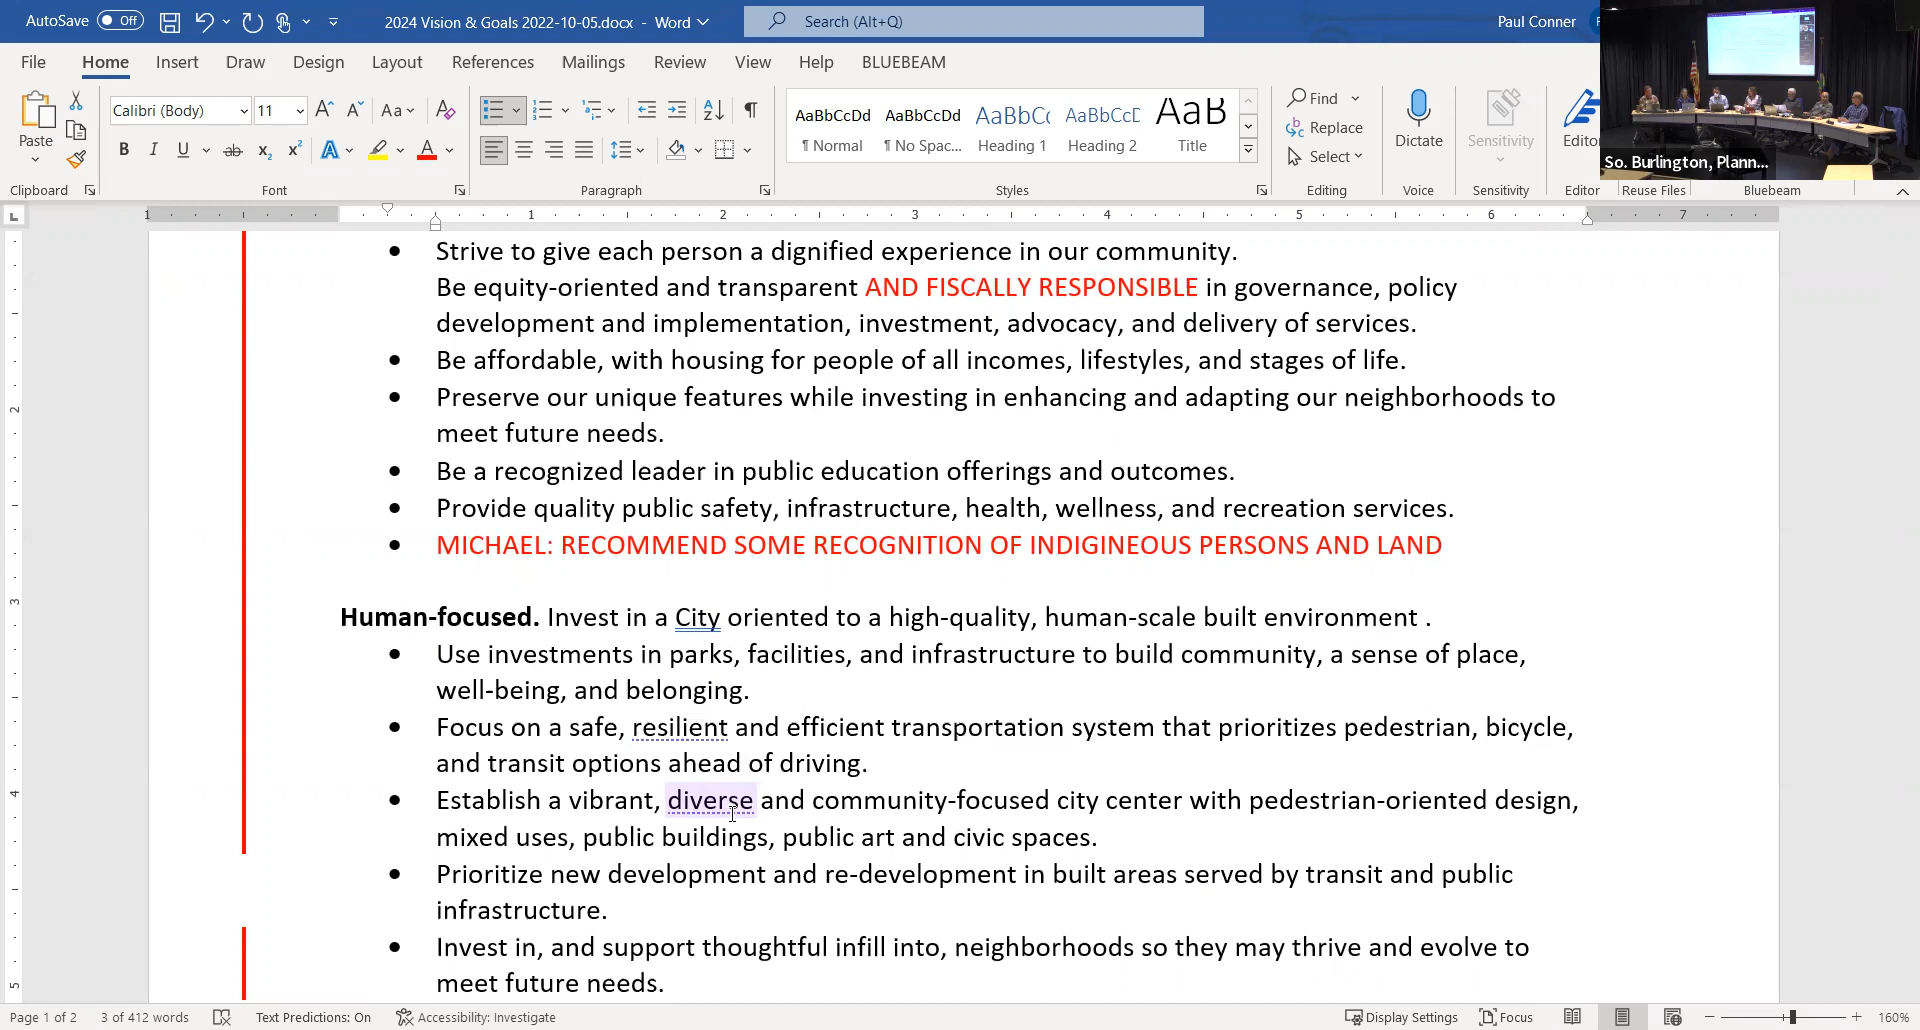 AutoSave Off 2024 Vision & Goals 2022-10-05.docx - Word Search (Alt+Q) Paul Conner
File Home Insert Draw Design Layout References Mailings Review View Help BLUEBEAM
Paste
Calibri (Body) 11 Aa
AaBbCcDd AaBbCcDd AaBbCc AaBbCcD AaB
¶ Normal ¶ No Spac... Heading 1 Heading 2 Title
Find
Replace
Select
Dictate Sensitivity Editor
So. Burlington, Plann...
Clipboard Font Paragraph Styles Editing Voice Sensitivity Editor Reuse Files Bluebeam
1 1 2 3 4 5 6 7
• Strive to give each person a dignified experience in our community.
Be equity-oriented and transparent AND FISCALLY RESPONSIBLE in governance, policy
development and implementation, investment, advocacy, and delivery of services.
• Be affordable, with housing for people of all incomes, lifestyles, and stages of life.
• Preserve our unique features while investing in enhancing and adapting our neighborhoods to
meet future needs.
• Be a recognized leader in public education offerings and outcomes.
• Provide quality public safety, infrastructure, health, wellness, and recreation services.
• MICHAEL: RECOMMEND SOME RECOGNITION OF INDIGINEOUS PERSONS AND LAND
Human-focused. Invest in a City oriented to a high-quality, human-scale built environment .
• Use investments in parks, facilities, and infrastructure to build community, a sense of place,
well-being, and belonging.
• Focus on a safe, resilient and efficient transportation system that prioritizes pedestrian, bicycle,
and transit options ahead of driving.
• Establish a vibrant, diverse and community-focused city center with pedestrian-oriented design,
mixed uses, public buildings, public art and civic spaces.
• Prioritize new development and re-development in built areas served by transit and public
infrastructure.
• Invest in, and support thoughtful infill into, neighborhoods so they may thrive and evolve to
meet future needs.
Page 1 of 2 3 of 412 words Text Predictions: On Accessibility: Investigate Display Settings Focus 160%